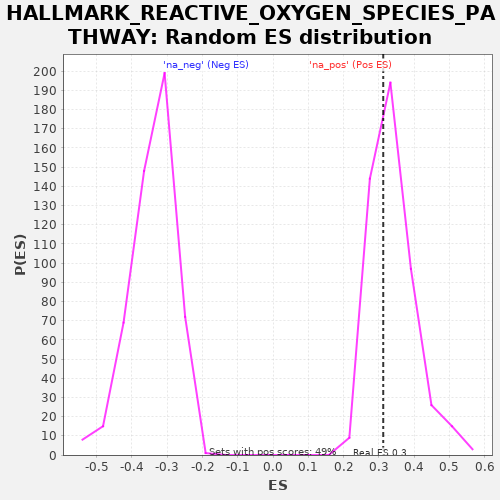 HALLMARK_REACTIVE_OXYGEN_SPECIES_PA
THWAY: Random ES distribution
'na_neg' (Neg ES)
'na_pos' (Pos ES)
P(ES)
200
190
180
170
160
150
140
130
120
110
100
90
80
70
60
50
40
30
20
10
0
Sets with pos scores: 49%
Real ES 0.3
-0.5 -0.4 -0.3 -0.2 -0.1 0.0 0.1 0.2 0.3 0.4 0.5 0.6
ES